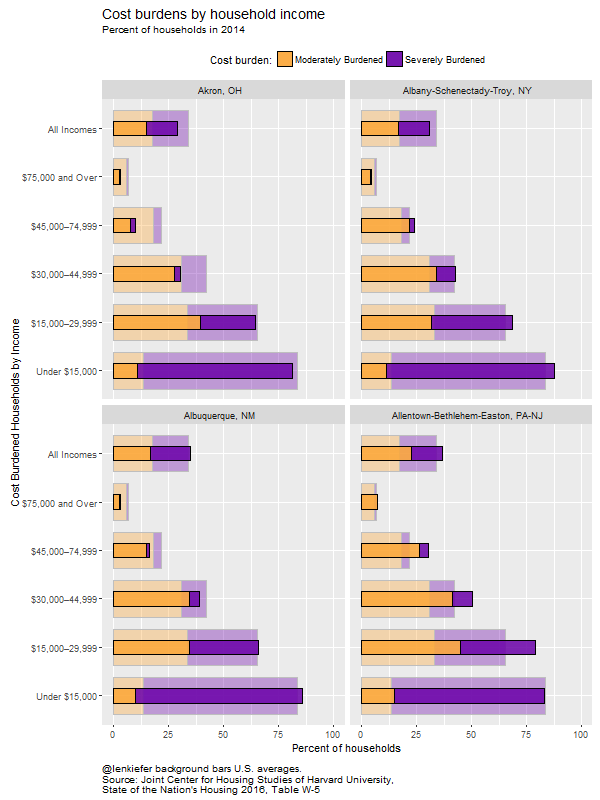 Cost burdens by household income
Percent of households in 2014
Cost burden: Moderately Burdened Severely Burdened
Akron, OH
Albany-Schenectady-Troy, NY
All Incomes
$75,000 and Over
$45,000–74,999
$30,000–44,999
$15,000–29,999
Under $15,000
Cost Burdened Households by Income
Albuquerque, NM
Allentown-Bethlehem-Easton, PA-NJ
All Incomes
$75,000 and Over
$45,000–74,999
$30,000–44,999
$15,000–29,999
Under $15,000
0 25 50 75 100 0 25 50 75 100
Percent of households
@lenkiefer background bars U.S. averages.
Source: Joint Center for Housing Studies of Harvard University,
State of the Nation's Housing 2016, Table W-5